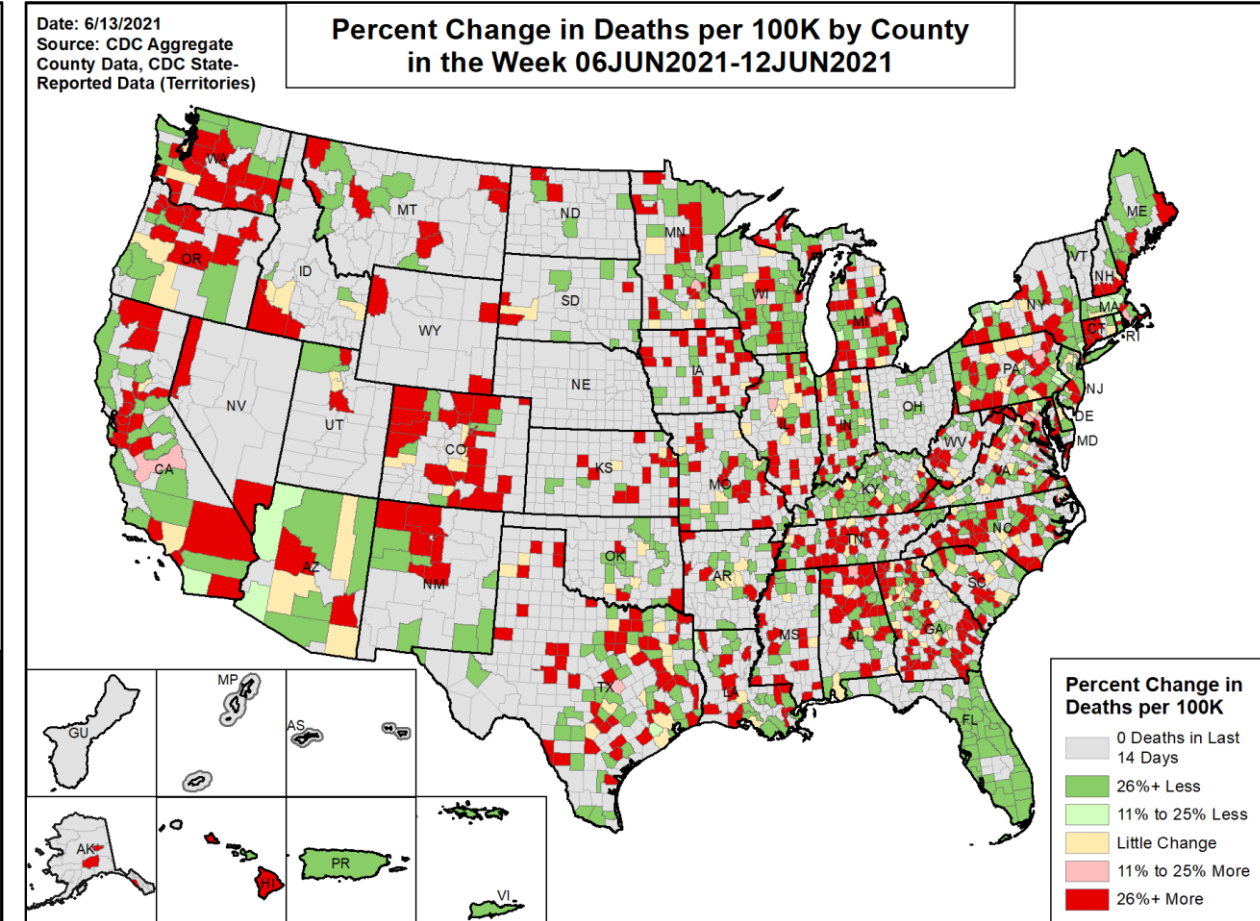 Date: 6/13/2021
Source: CDC Aggregate
County Data, CDC State-
Reported Data (Territories)
Percent Change in Deaths per 100K by County
in the Week 06JUN2021-12JUN2021
WA
MT
ND
MN
ME
OR
ID
SD
WI
MI
VT
NH
NY
MA
CT
RI
WY
IA
NE
PA
NJ
NV
UT
CO
IL
IN
OH
DE
MD
WV
VA
CA
KS
MO
KY
AZ
NM
OK
AR
TN
NC
SC
TX
LA
MS
AL
GA
FL
GU
MP
AS
AK
HI
PR
VI
Percent Change in
Deaths per 100K
0 Deaths in Last
14 Days
26%+ Less
11% to 25% Less
Little Change
11% to 25% More
26%+ More